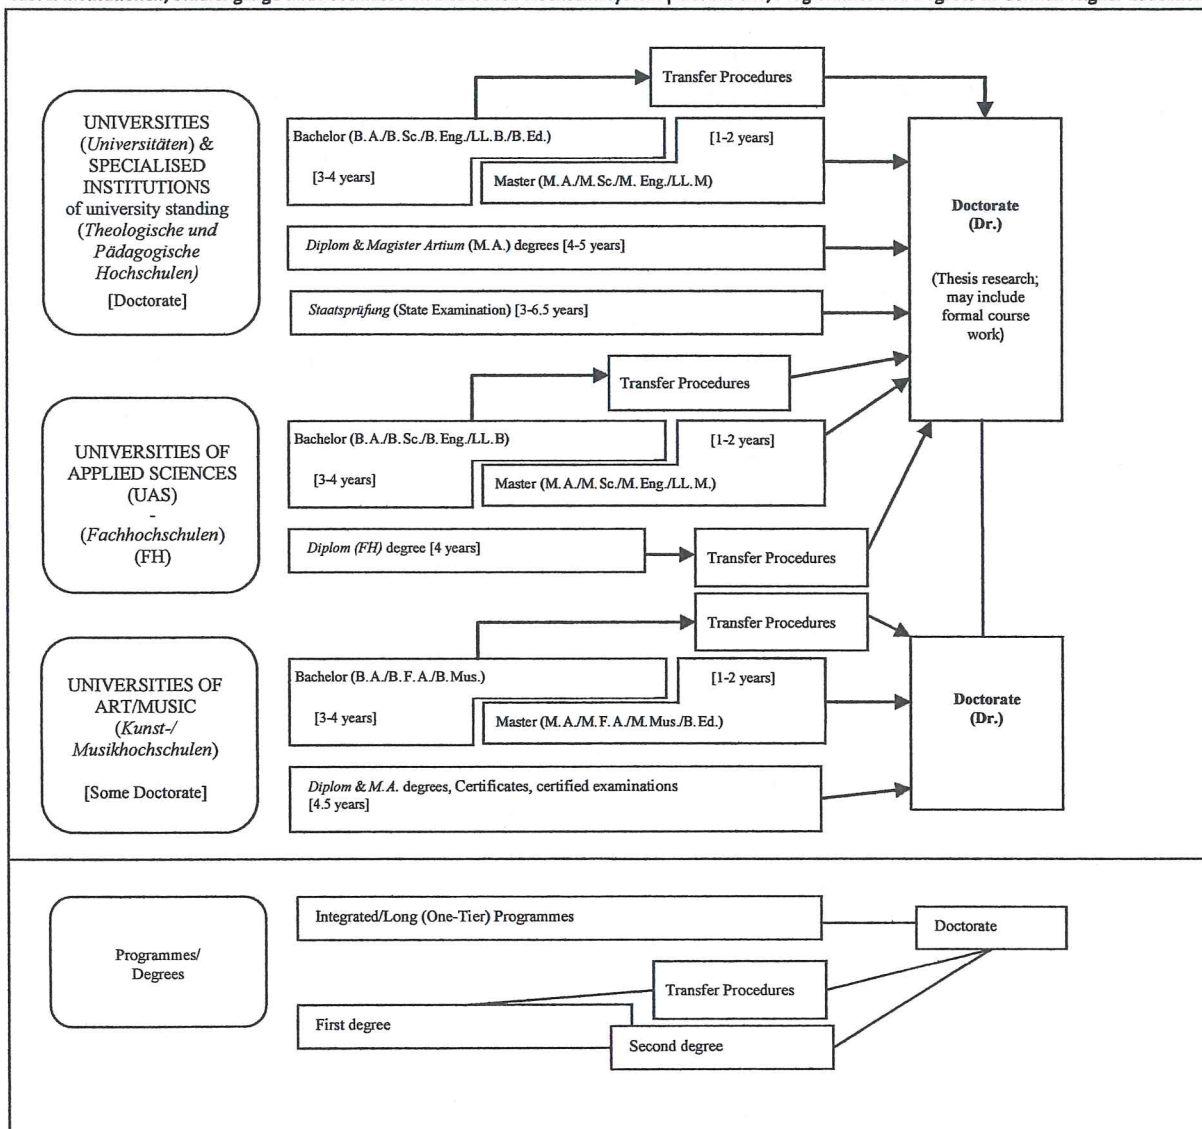 Transfer Procedures
UNIVERSITIES
(Universitäten) &
SPECIALISED
INSTITUTIONS
of university standing
(Theologische und
Pädagogische
Hochschulen)
[Doctorate]
Bachelor (B.A./B.Sc./B.Eng./LL.B./B.Ed.)
[3-4 years]
[1-2 years]
Master (M.A./M.Sc./M. Eng./LL.M)
Diplom & Magister Artium (M.A.) degrees [4-5 years]
Staatsprüfung (State Examination) [3-6.5 years]
Doctorate
(Dr.)
(Thesis research;
may include
formal course
work)
Transfer Procedures
UNIVERSITIES OF
APPLIED SCIENCES
(UAS)
-
(Fachhochschulen)
(FH)
Bachelor (B.A./B.Sc./B.Eng./LL.B)
[3-4 years]
[1-2 years]
Master (M.A./M.Sc./M.Eng./LL.M.)
Diplom (FH) degree [4 years]
Transfer Procedures
Transfer Procedures
UNIVERSITIES OF
ART/MUSIC
(Kunst-/
Musikhochschulen)
[Some Doctorate]
Bachelor (B.A./B.F.A./B.Mus.)
[3-4 years]
[1-2 years]
Master (M.A./M.F.A./M.Mus./B.Ed.)
Diplom & M.A. degrees, Certificates, certified examinations
[4.5 years]
Doctorate
(Dr.)
Programmes/
Degrees
Integrated/Long (One-Tier) Programmes
Doctorate
Transfer Procedures
First degree
Second degree